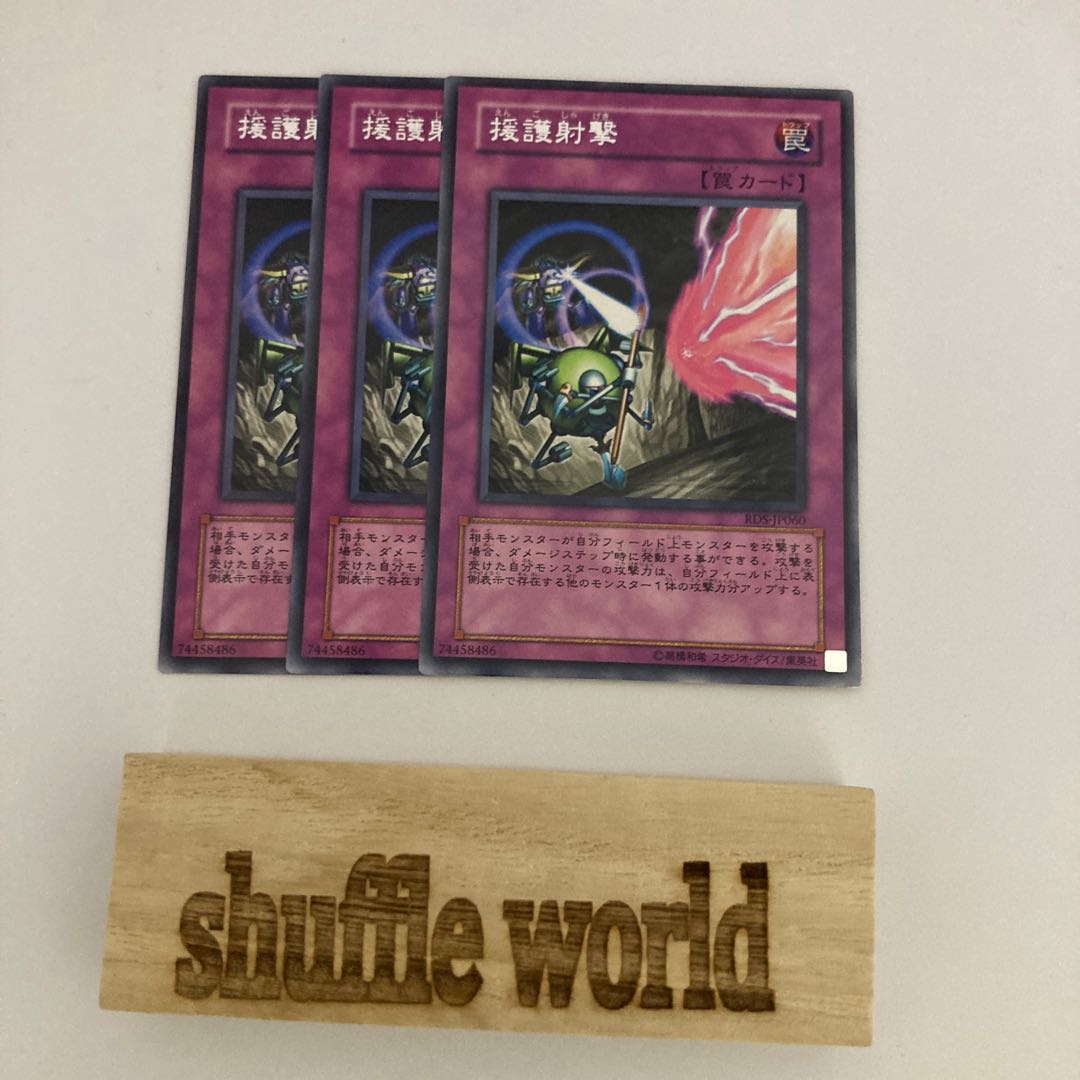 援護射
援護射
援護射撃
罠
【罠カード】
RDS-JP060
相手モンスタ
場合、ダメー
受けた自分モ
側表示で存在す
74458486
相手モンスタ
場合、ダメー
受けた自分モ
側表示で存在す
74458486
相手モンスターが自分フィールド上モンスターを攻撃する
場合、ダメージステップ時に発動する事ができる。攻撃を
受けた自分モンスターの攻撃力は、自分フィールド上に表
側表示で存在する他のモンスター1体の攻撃力分アップする。
74458486
©高橋和希 スタジオ・ダイス/集英社
shuffle world